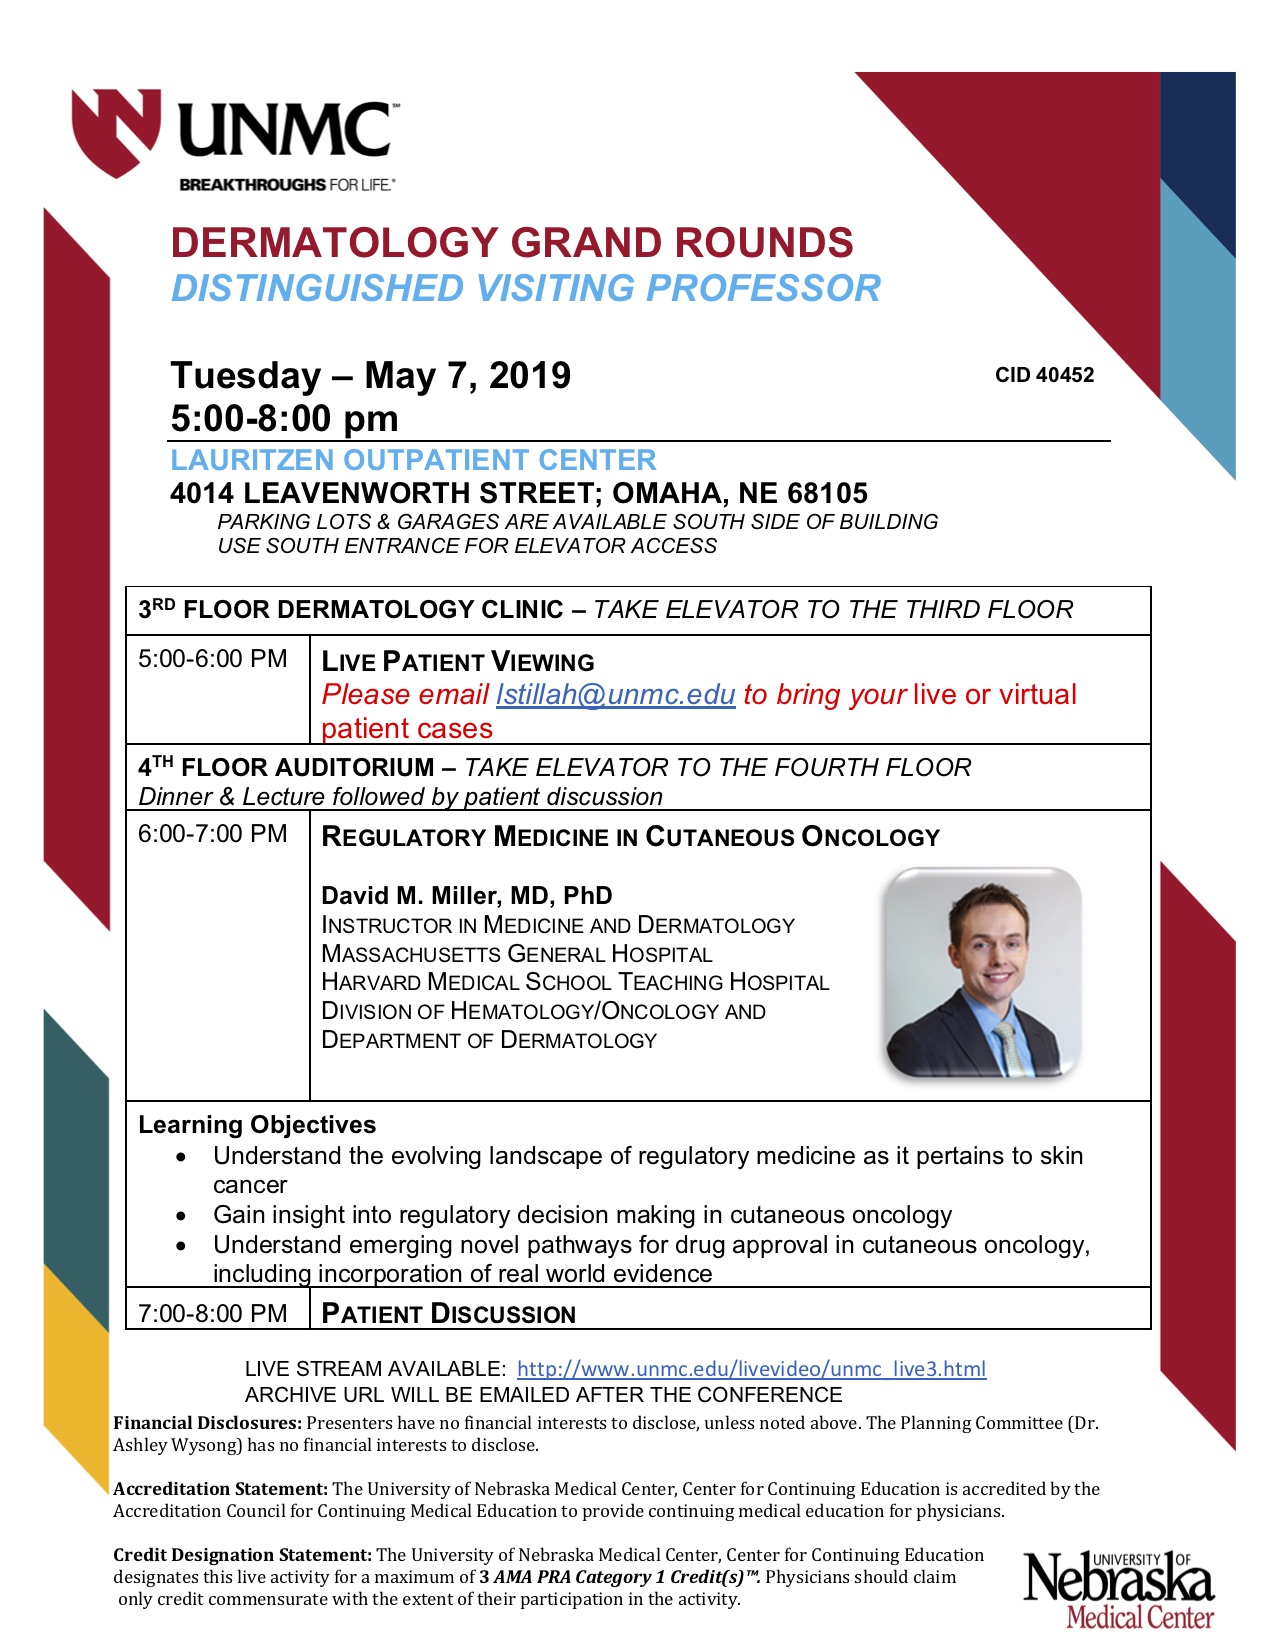 UNMC℠
BREAKTHROUGHS FOR LIFE.®
DERMATOLOGY GRAND ROUNDS
DISTINGUISHED VISITING PROFESSOR
Tuesday – May 7, 2019
CID 40452
5:00-8:00 pm
LAURITZEN OUTPATIENT CENTER
4014 LEAVENWORTH STREET; OMAHA, NE 68105
PARKING LOTS & GARAGES ARE AVAILABLE SOUTH SIDE OF BUILDING
USE SOUTH ENTRANCE FOR ELEVATOR ACCESS
3RD FLOOR DERMATOLOGY CLINIC – TAKE ELEVATOR TO THE THIRD FLOOR
5:00-6:00 PM LIVE PATIENT VIEWING
Please email lstillah@unmc.edu to bring your live or virtual
patient cases
4TH FLOOR AUDITORIUM – TAKE ELEVATOR TO THE FOURTH FLOOR
Dinner & Lecture followed by patient discussion
6:00-7:00 PM REGULATORY MEDICINE IN CUTANEOUS ONCOLOGY
David M. Miller, MD, PhD
INSTRUCTOR IN MEDICINE AND DERMATOLOGY
MASSACHUSETTS GENERAL HOSPITAL
HARVARD MEDICAL SCHOOL TEACHING HOSPITAL
DIVISION OF HEMATOLOGY/ONCOLOGY AND
DEPARTMENT OF DERMATOLOGY
Learning Objectives
• Understand the evolving landscape of regulatory medicine as it pertains to skin
cancer
• Gain insight into regulatory decision making in cutaneous oncology
• Understand emerging novel pathways for drug approval in cutaneous oncology,
including incorporation of real world evidence
7:00-8:00 PM PATIENT DISCUSSION
LIVE STREAM AVAILABLE: http://www.unmc.edu/livevideo/unmc_live3.html
ARCHIVE URL WILL BE EMAILED AFTER THE CONFERENCE
Financial Disclosures: Presenters have no financial interests to disclose, unless noted above. The Planning Committee (Dr.
Ashley Wysong) has no financial interests to disclose.
Accreditation Statement: The University of Nebraska Medical Center, Center for Continuing Education is accredited by the
Accreditation Council for Continuing Medical Education to provide continuing medical education for physicians.
Credit Designation Statement: The University of Nebraska Medical Center, Center for Continuing Education
designates this live activity for a maximum of 3 AMA PRA Category 1 Credit(s)™. Physicians should claim
only credit commensurate with the extent of their participation in the activity.
UNIVERSITY OF
Nebraska
Medical Center